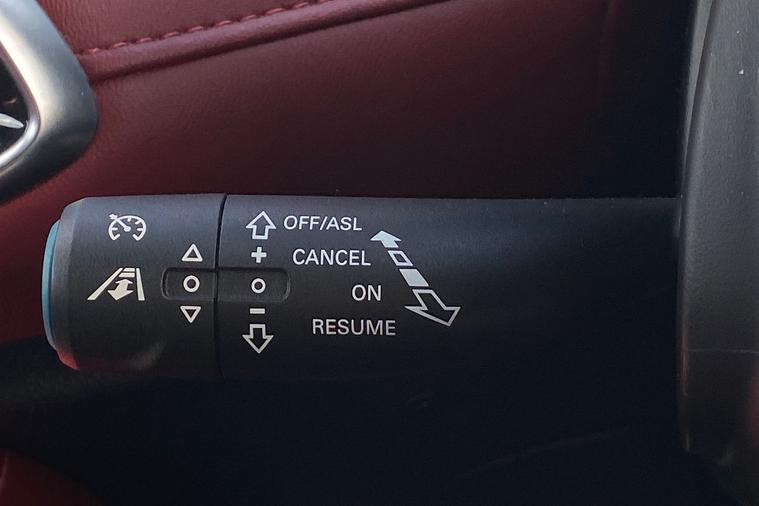 OFF/ASL
+
CANCEL
ON
−
RESUME